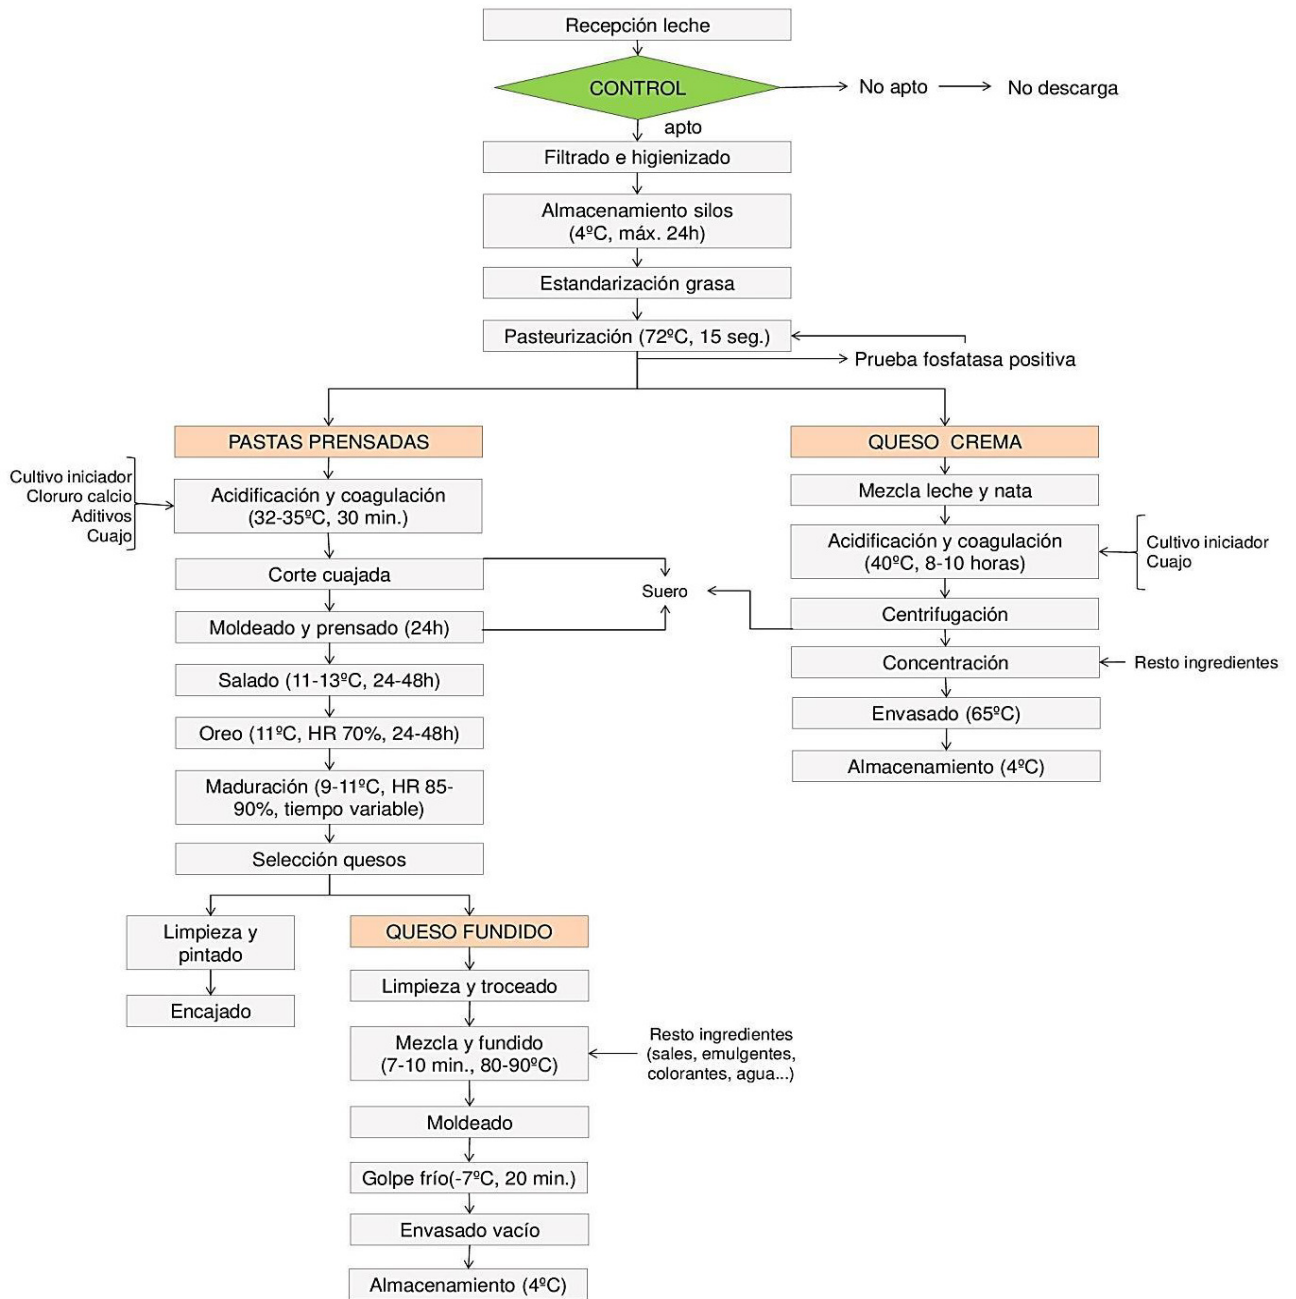 Recepción leche
CONTROL
No apto
No descarga
apto
Filtrado e higienizado
Almacenamiento silos
(4ºC, máx. 24h)
Estandarización grasa
Pasteurización (72ºC, 15 seg.)
Prueba fosfatasa positiva
PASTAS PRENSADAS
Cultivo iniciador
Cloruro calcio
Aditivos
Cuajo
Acidificación y coagulación
(32-35ºC, 30 min.)
Corte cuajada
Suero
Moldeado y prensado (24h)
Salado (11-13ºC, 24-48h)
Oreo (11ºC, HR 70%, 24-48h)
Maduración (9-11ºC, HR 85-
90%, tiempo variable)
Selección quesos
QUESO CREMA
Mezcla leche y nata
Acidificación y coagulación
(40ºC, 8-10 horas)
Cultivo iniciador
Cuajo
Centrifugación
Concentración
Resto ingredientes
Envasado (65ºC)
Almacenamiento (4ºC)
Limpieza y
pintado
Encajado
QUESO FUNDIDO
Limpieza y troceado
Mezcla y fundido
(7-10 min., 80-90ºC)
Resto ingredientes
(sales, emulgentes,
colorantes, agua...)
Moldeado
Golpe frío(-7ºC, 20 min.)
Envasado vacío
Almacenamiento (4ºC)